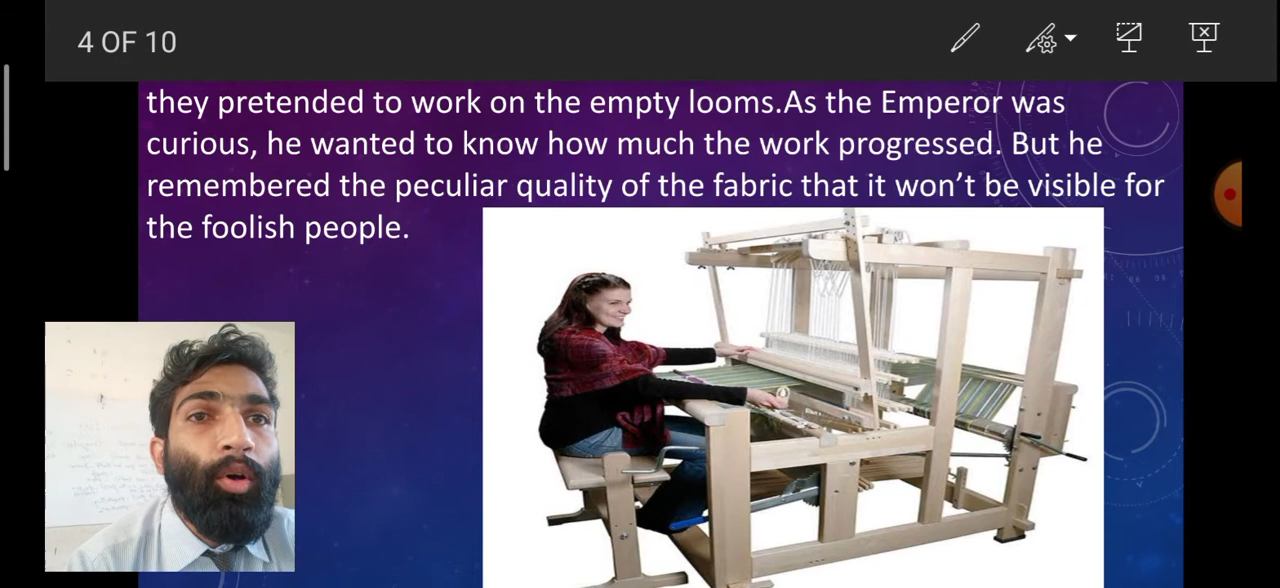 4 OF 10
they pretended to work on the empty looms.As the Emperor was
curious, he wanted to know how much the work progressed. But he
remembered the peculiar quality of the fabric that it won’t be visible for
the foolish people.